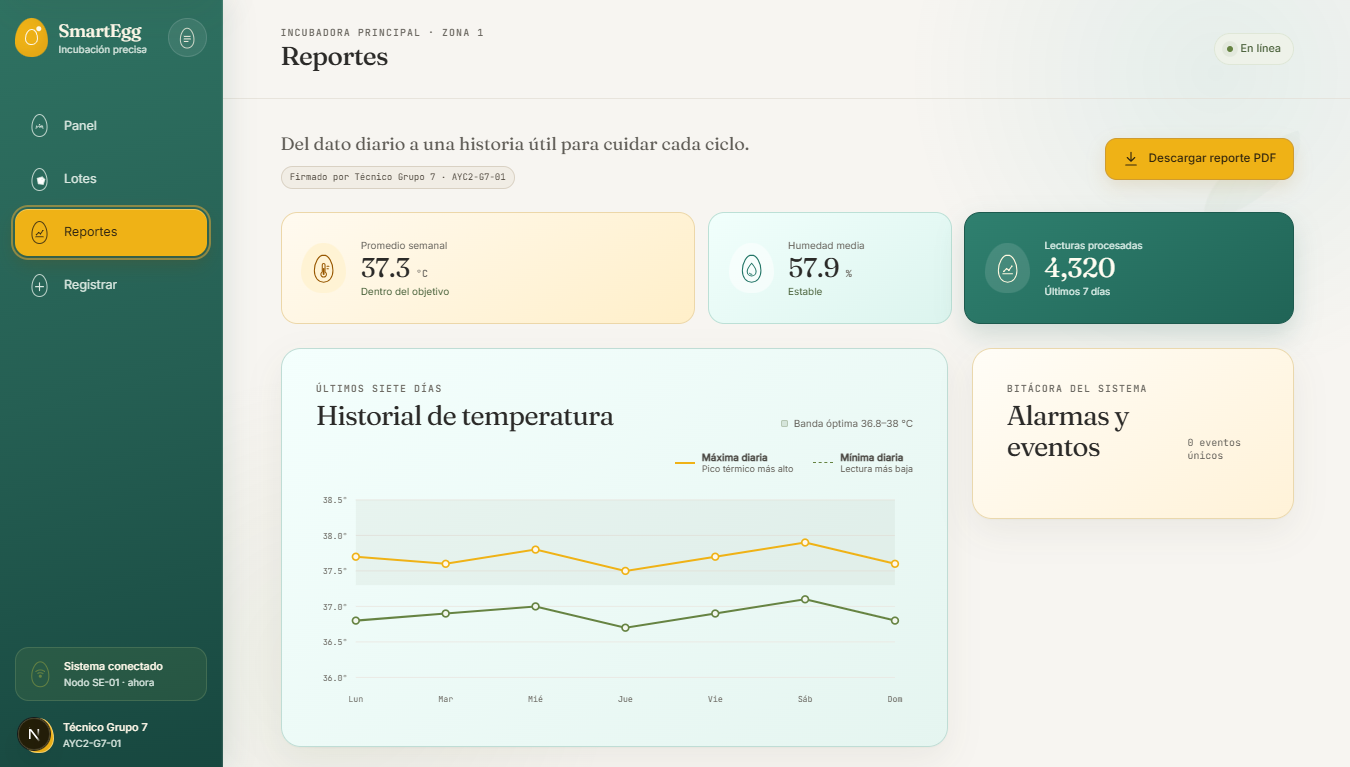 SmartEgg
Incubación precisa
Panel
Lotes
Reportes
Registrar
Sistema conectado
Nodo SE-01 · ahora
N
Técnico Grupo 7
AYC2-G7-01
INCUBADORA PRINCIPAL · ZONA 1
Reportes
En línea
Del dato diario a una historia útil para cuidar cada ciclo.
Firmado por Técnico Grupo 7 · AYC2-G7-01
Descargar reporte PDF
Promedio semanal
37.3 °C
Dentro del objetivo
Humedad media
57.9 %
Estable
Lecturas procesadas
4,320
Últimos 7 días
ÚLTIMOS SIETE DÍAS
Historial de temperatura
Banda óptima 36.8–38 °C
Máxima diaria
Pico térmico más alto
Mínima diaria
Lectura más baja
38.5°
38.0°
37.5°
37.0°
36.5°
36.0°
Lun Mar Mié Jue Vie Sáb Dom
BITÁCORA DEL SISTEMA
Alarmas y
eventos
0 eventos
únicos